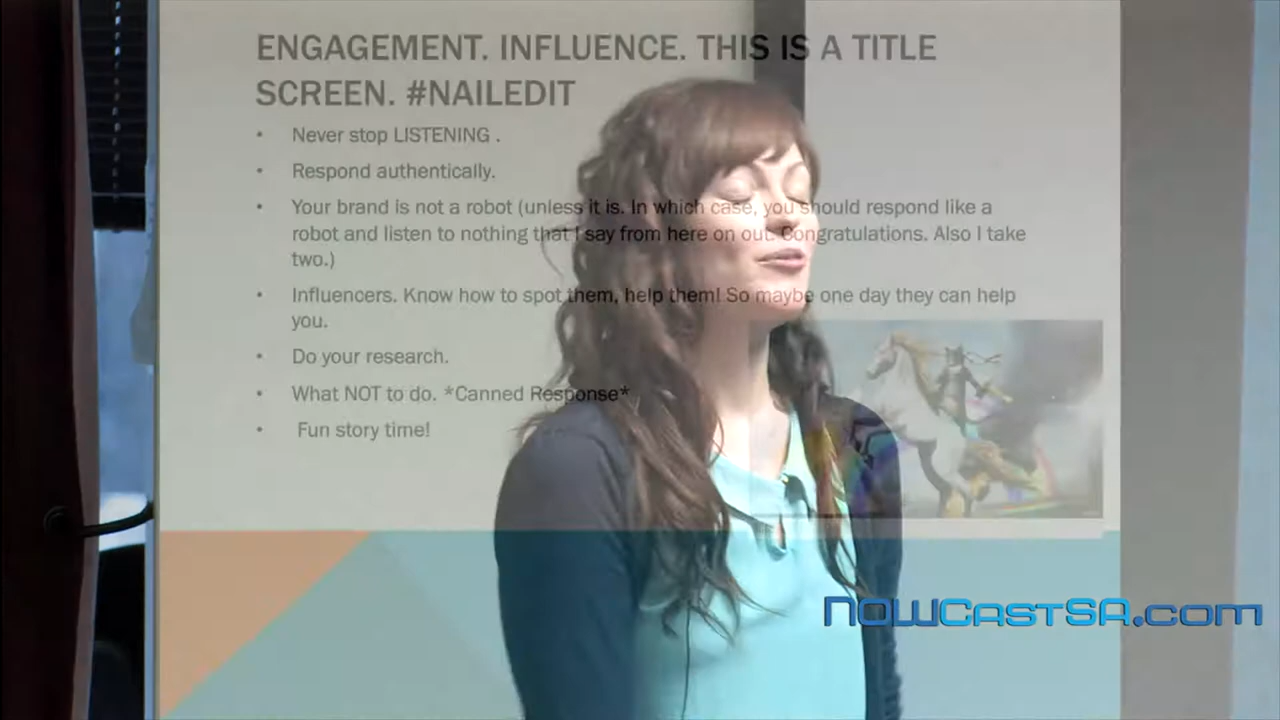 ENGAGEMENT. INFLUENCE. THIS IS A TITLE
SCREEN. #NAILEDIT
• Never stop LISTENING .
• Respond authentically.
• Your brand is not a robot (unless it is. In which case, you should respond like a
robot and listen to nothing that I say from here on out. Congratulations. Also I take
two.)
• Influencers. Know how to spot them, help them! So maybe one day they can help
you.
• Do your research.
• What NOT to do. *Canned Response*
• Fun story time!
NOWCastSA.com